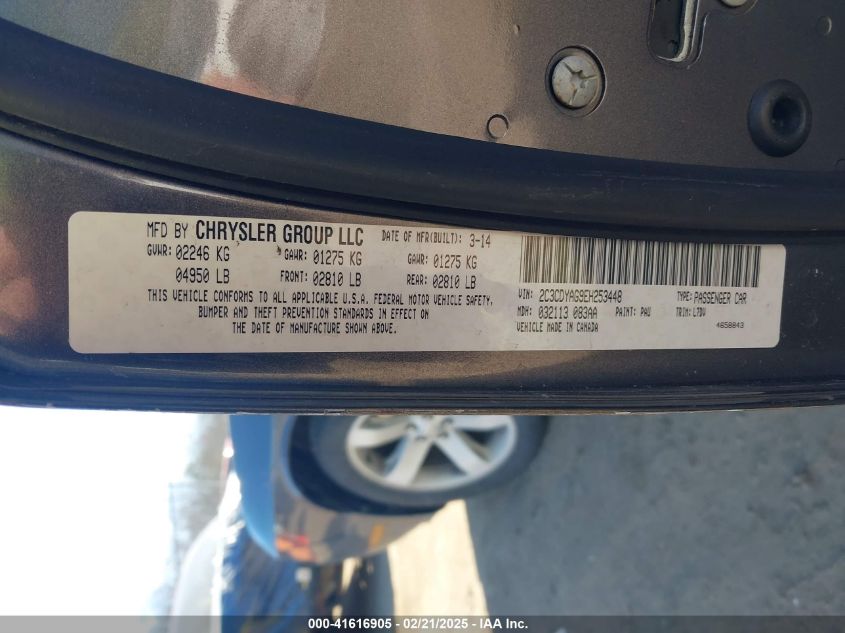 MFD BY CHRYSLER GROUP LLC DATE OF MFR(BUILT): 3-14
GVWR: 02246 KG GAWR: 01275 KG GAWR: 01275 KG
04950 LB FRONT: 02810 LB REAR: 02810 LB
THIS VEHICLE CONFORMS TO ALL APPLICABLE U.S.A. FEDERAL MOTOR VEHICLE SAFETY,
BUMPER AND THEFT PREVENTION STANDARDS IN EFFECT ON
THE DATE OF MANUFACTURE SHOWN ABOVE.
VIN: 2C3CDYAG9EH253448 TYPE: PASSENGER CAR
MDH: 032113 083AA PAINT: PAU TRIM: L7DV
VEHICLE MADE IN CANADA 4658843
000-41616905 - 02/21/2025 - IAA Inc.